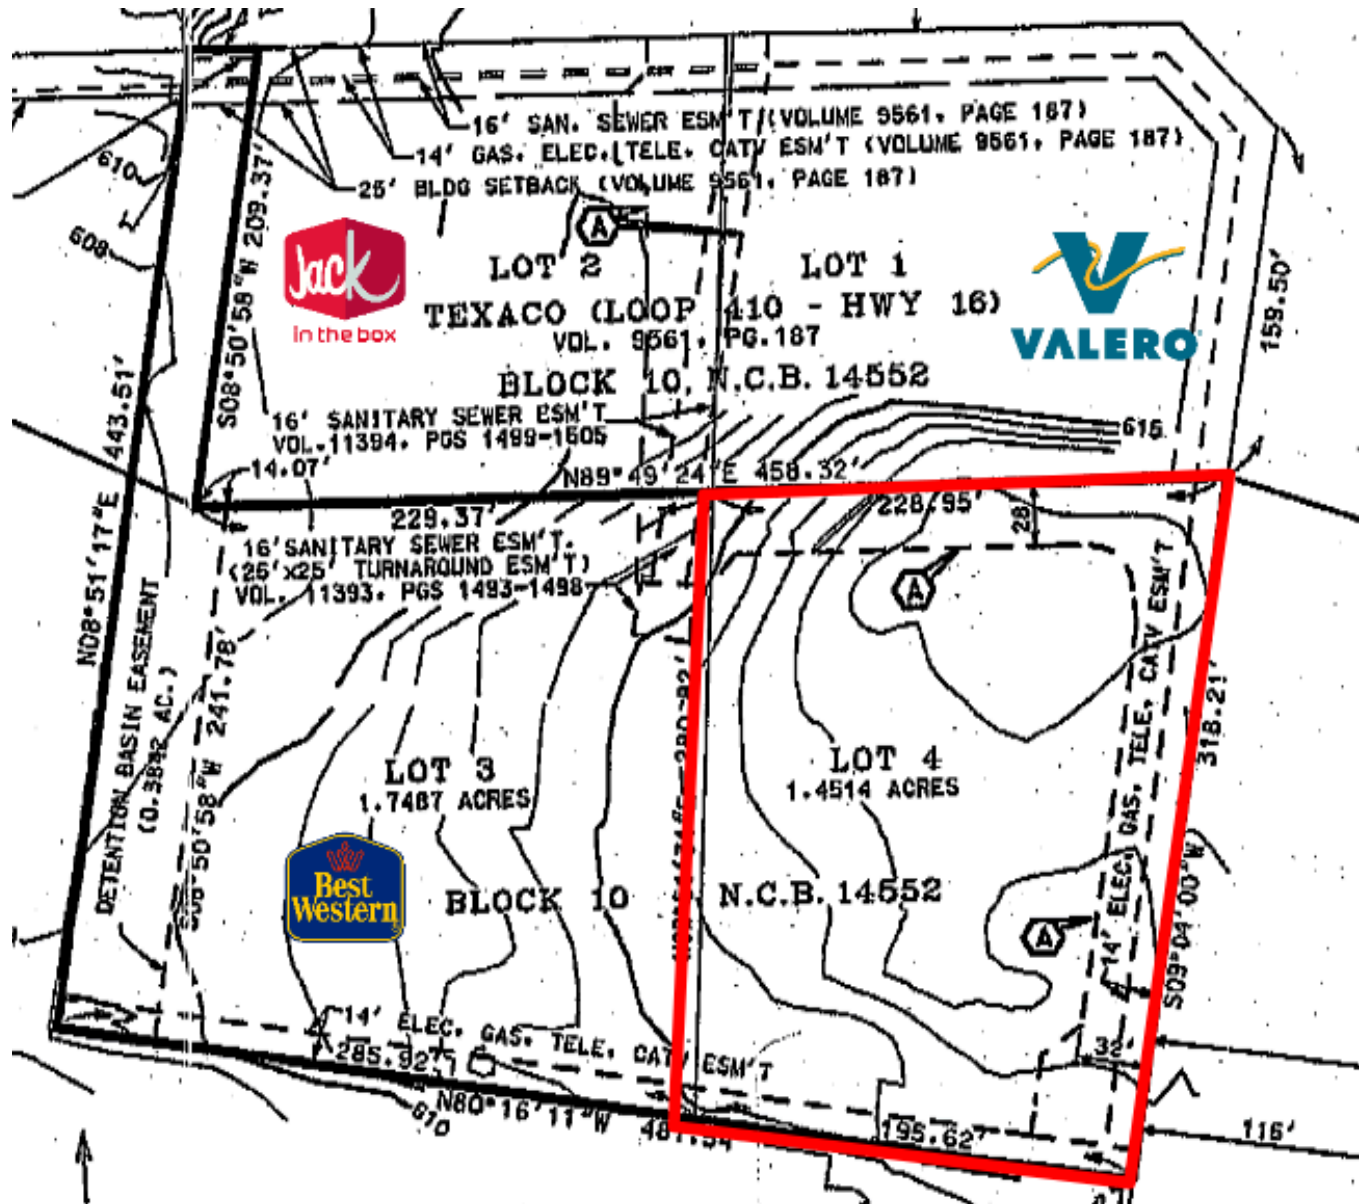 16' SAN. SEWER ESM'T (VOLUME 9561, PAGE 187)
14' GAS. ELEC. TELE. CATV ESM'T (VOLUME 9561, PAGE 187)
25' BLDG SETBACK (VOLUME 9561, PAGE 187)
610
608
S08°50'58"W 209.37'
Jack
in the box
A
LOT 2
LOT 1
TEXACO (LOOP 410 - HWY 16)
VOL. 9561, PG.187
BLOCK 10, N.C.B. 14552
VALERO
159.50'
16' SANITARY SEWER ESM'T
VOL.11394. PGS 1499-1505
615
14.07'
N89°49'24"E 458.32'
229.37'
228.95'
28'
16'SANITARY SEWER ESM'T.
(25'x25' TURNAROUND ESM'T)
VOL. 11393. PGS 1493-1498
A
N08°51'17"E 443.51'
DETENTION BASIN EASEMENT
AC.)
S08°50'58"W 241.78'
LOT 3
1.7487 ACRES
LOT 4
1.4514 ACRES
Best
Western
BLOCK 10
N.C.B. 14552
A
14' ELEC. GAS. TELE. CATV ESM'T
S09°04'00"W
318.21'
14' ELEC. GAS. TELE. CATV ESM'T
285.92'
N80°16'11"W
610
195.62'
32'
116'